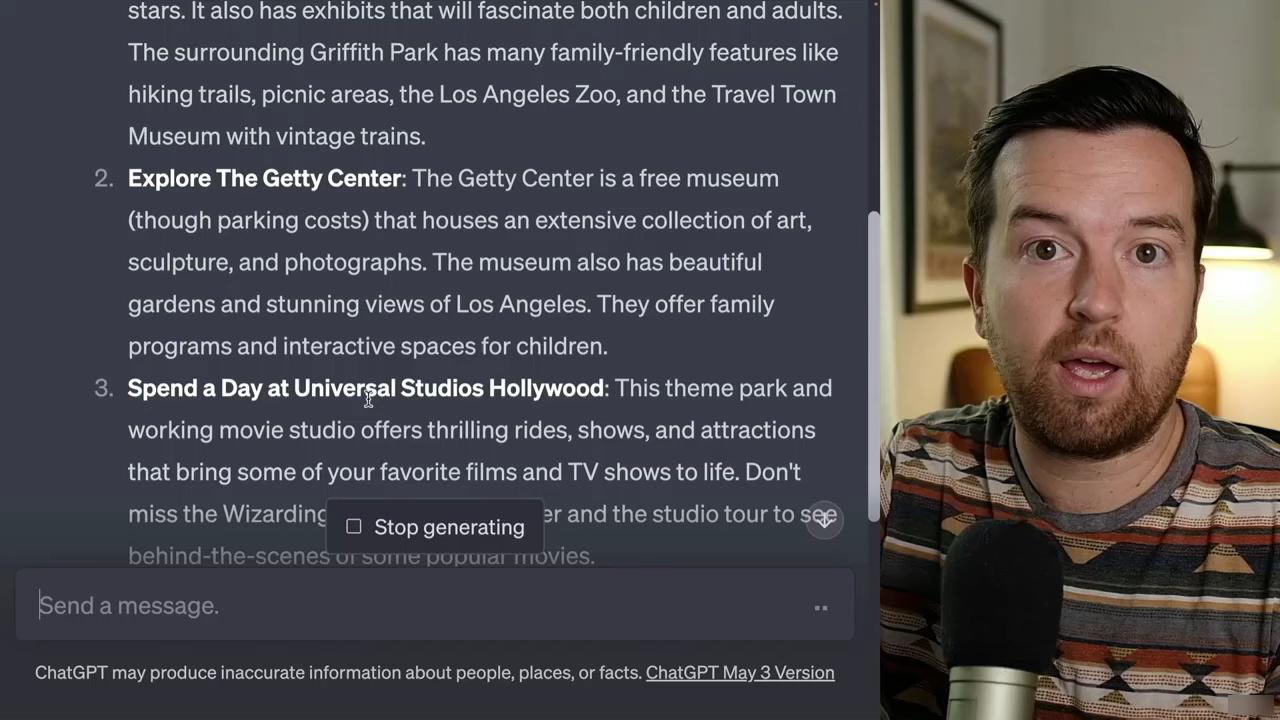 stars. It also has exhibits that will fascinate both children and adults.
The surrounding Griffith Park has many family-friendly features like
hiking trails, picnic areas, the Los Angeles Zoo, and the Travel Town
Museum with vintage trains.
2. Explore The Getty Center: The Getty Center is a free museum
(though parking costs) that houses an extensive collection of art,
sculpture, and photographs. The museum also has beautiful
gardens and stunning views of Los Angeles. They offer family
programs and interactive spaces for children.
3. Spend a Day at Universal Studios Hollywood: This theme park and
working movie studio offers thrilling rides, shows, and attractions
that bring some of your favorite films and TV shows to life. Don't
miss the Wizarding er and the studio tour to see
Stop generating
behind-the-scenes of some popular movies.
Send a message.
ChatGPT may produce inaccurate information about people, places, or facts. ChatGPT May 3 Version